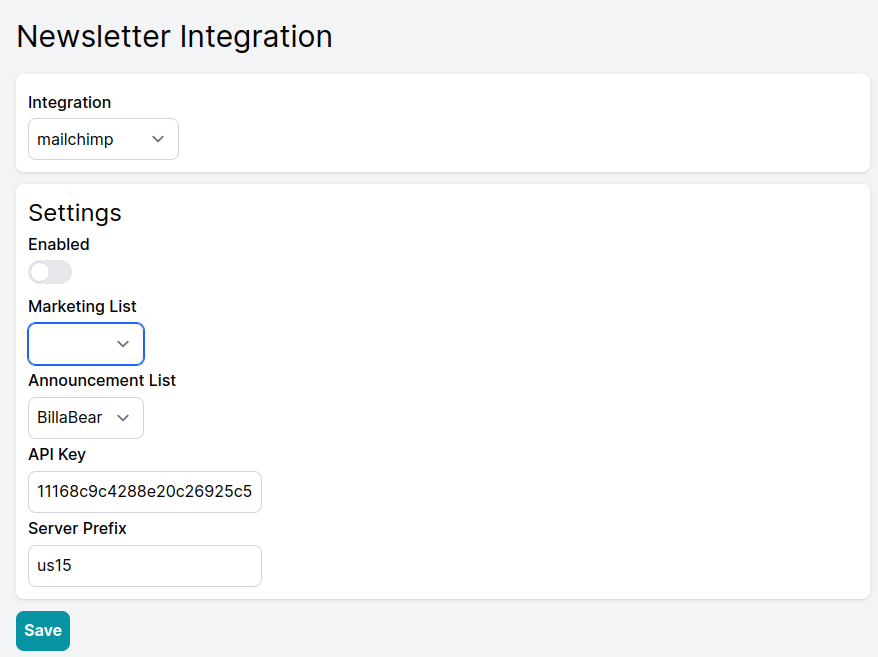 Newsletter Integration
Integration
mailchimp
Settings
Enabled
Marketing List
Announcement List
BillaBear
API Key
11168c9c4288e20c26925c5
Server Prefix
us15
Save